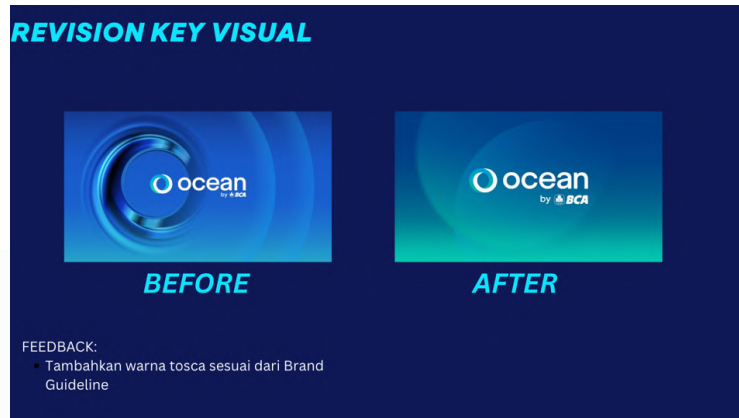 REVISION KEY VISUAL
ocean
by BCA
ocean
by BCA
BEFORE
AFTER
FEEDBACK:
Tambahkan warna tosca sesuai dari Brand
Guideline